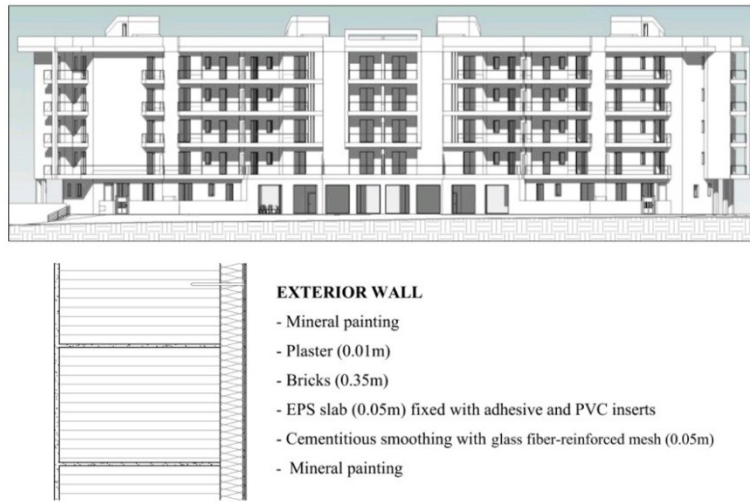 EXTERIOR WALL
- Mineral painting
- Plaster (0.01m)
- Bricks (0.35m)
- EPS slab (0.05m) fixed with adhesive and PVC inserts
- Cementitious smoothing with glass fiber-reinforced mesh (0.05m)
- Mineral painting